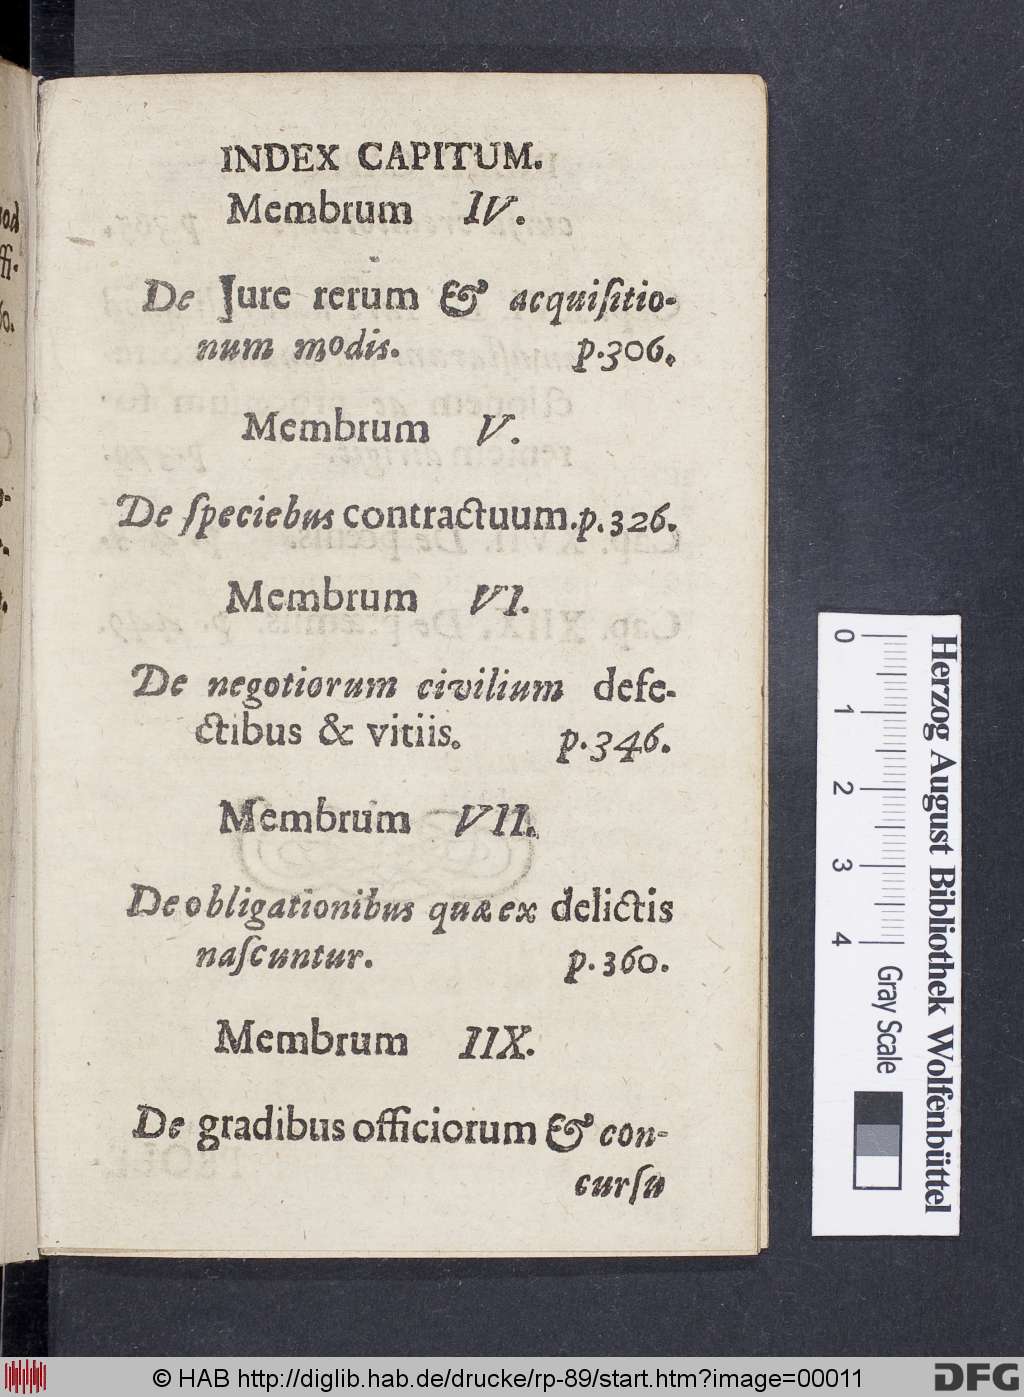 INDEX CAPITUM.
Membrum IV.
De Jure rerum & acquiſitio-
num modis. p.306.
Membrum V.
De ſpeciebus contractuum.p.326.
Membrum VI.
De negotiorum civilium defe-
ctibus & vitiis. p.346.
Membrum VII.
De obligationibus quæ ex delictis
naſcuntur. p.360.
Membrum IIX.
De gradibus officiorum & con-
curſu
0 1 2 3 4 Gray Scale
Herzog August Bibliothek Wolfenbüttel
© HAB http://diglib.hab.de/drucke/rp-89/start.htm?image=00011
DFG